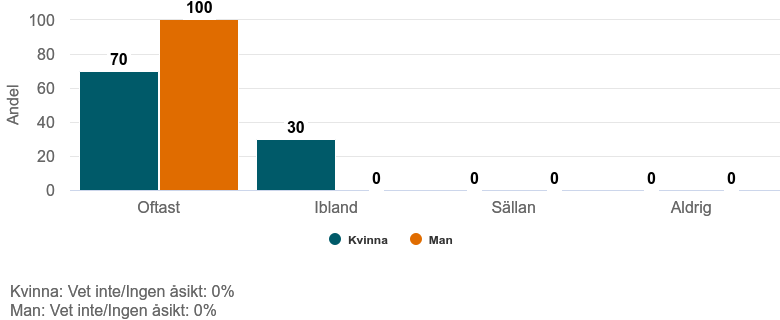 100
100
80
70
60
Andel
40
30
20
0
0
0
0
0
0
Oftast
Ibland
Sällan
Aldrig
Kvinna
Man
Kvinna: Vet inte/Ingen åsikt: 0%
Man: Vet inte/Ingen åsikt: 0%